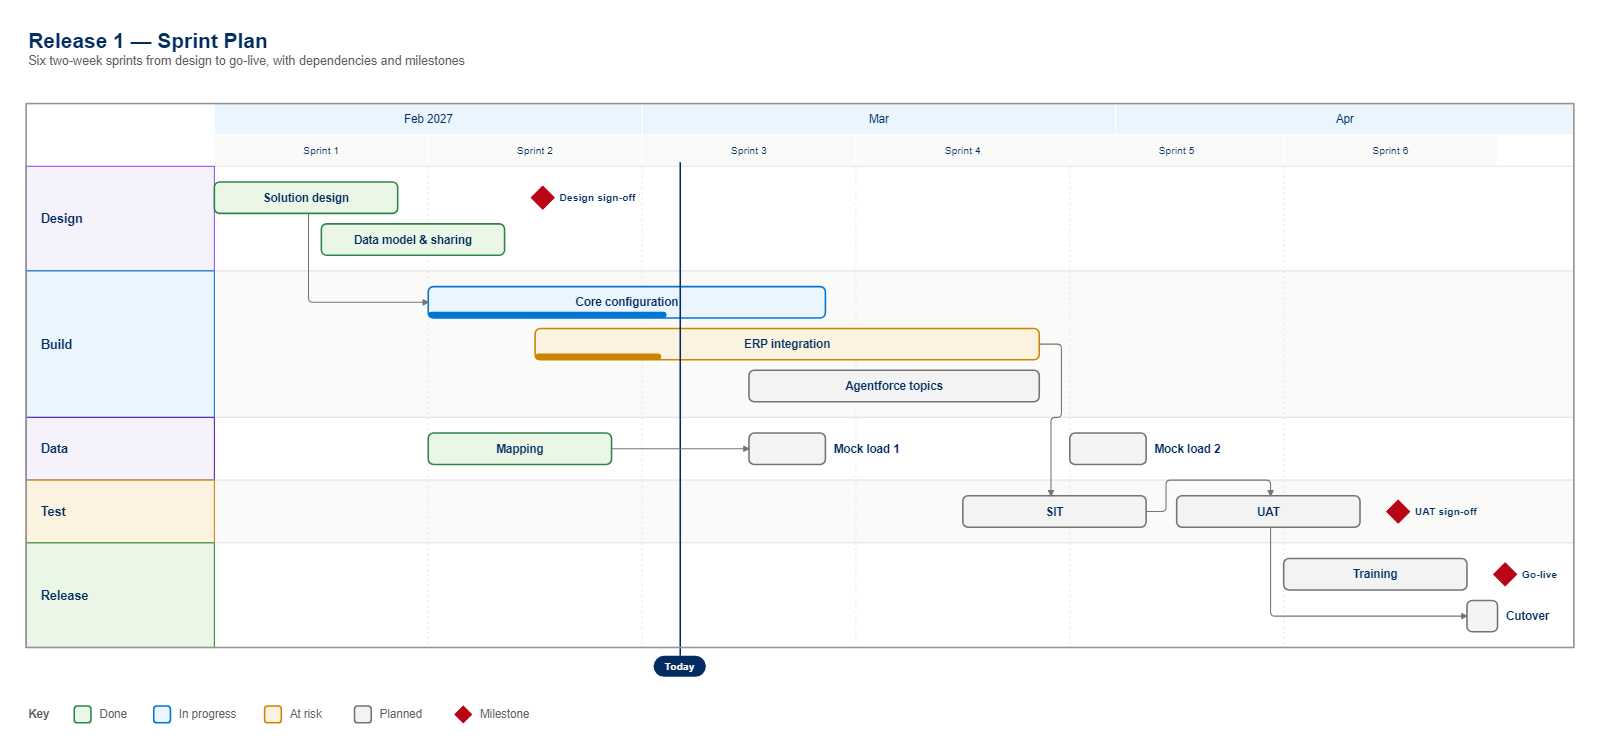 Release 1 — Sprint Plan
Six two-week sprints from design to go-live, with dependencies and milestones
Feb 2027
Mar
Apr
Sprint 1
Sprint 2
Sprint 3
Sprint 4
Sprint 5
Sprint 6
Design
Solution design
Design sign-off
Data model & sharing
Build
Core configuration
ERP integration
Agentforce topics
Data
Mapping
Mock load 1
Mock load 2
Test
SIT
UAT
UAT sign-off
Release
Training
Go-live
Cutover
Today
Key
Done
In progress
At risk
Planned
Milestone